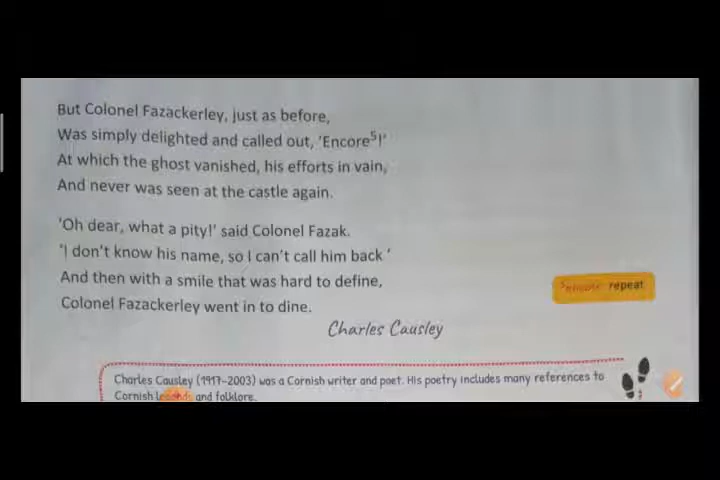 But Colonel Fazackerley, just as before,
Was simply delighted and called out, 'Encore⁵!'
At which the ghost vanished, his efforts in vain,
And never was seen at the castle again.
'Oh dear, what a pity!' said Colonel Fazak.
'I don't know his name, so I can't call him back '
And then with a smile that was hard to define,
Colonel Fazackerley went in to dine.
Charles Causley
⁵encore: repeat
Charles Causley (1917–2003) was a Cornish writer and poet. His poetry includes many references to
Cornish legends and folklore.